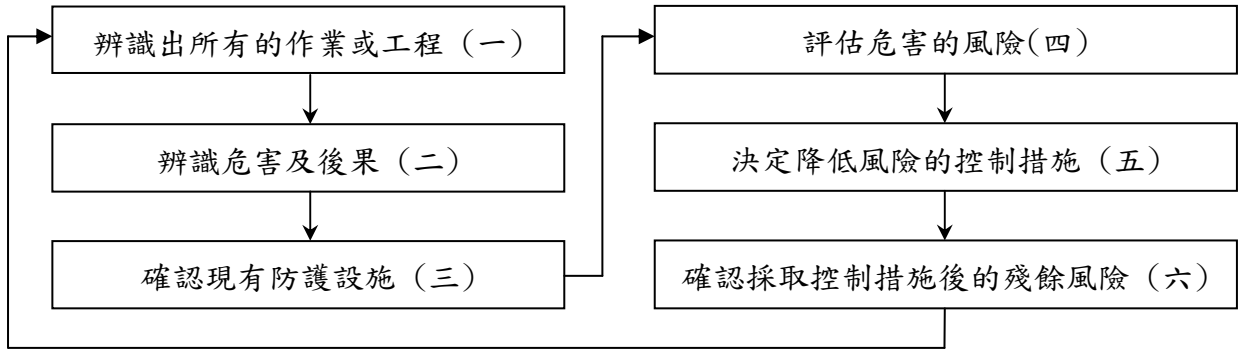 辨識出所有的作業或工程（一）
辨識危害及後果（二）
確認現有防護設施（三）
評估危害的風險(四)
決定降低風險的控制措施（五）
確認採取控制措施後的殘餘風險（六）